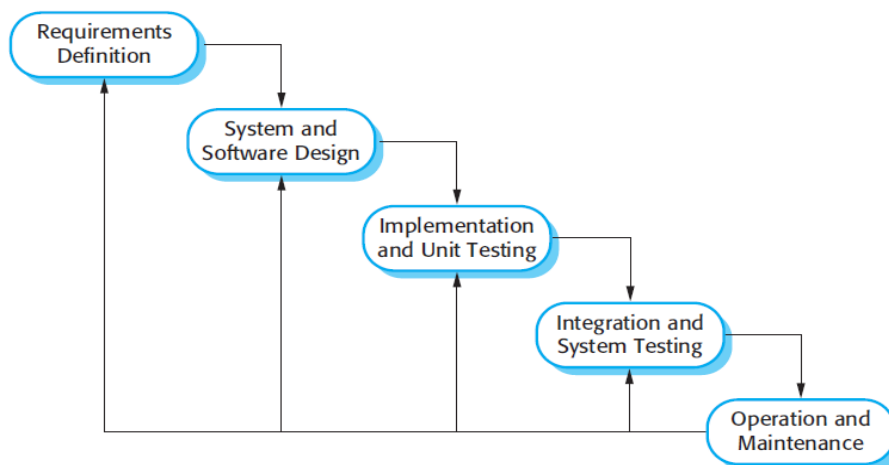 Requirements
Definition
System and
Software Design
Implementation
and Unit Testing
Integration and
System Testing
Operation and
Maintenance